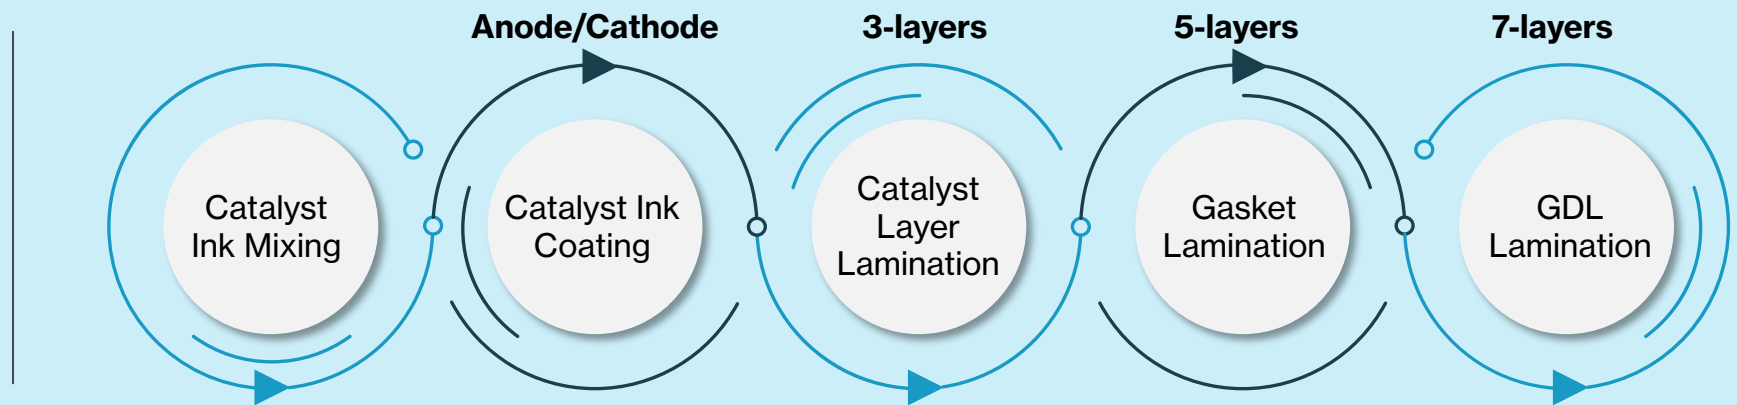 Anode/Cathode
3-layers
5-layers
7-layers
Catalyst
Ink Mixing
Catalyst Ink
Coating
Catalyst
Layer
Lamination
Gasket
Lamination
GDL
Lamination